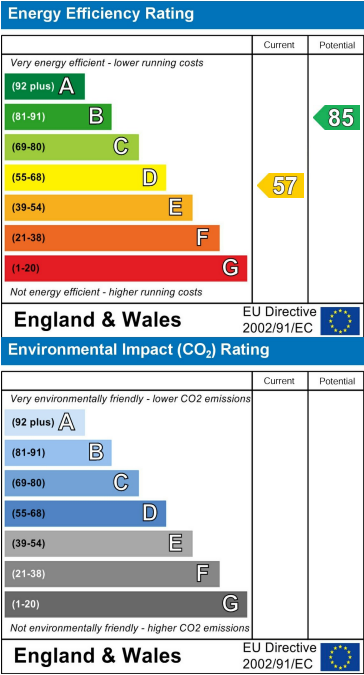 Energy Efficiency Rating
Current Potential
Very energy efficient - lower running costs
(92 plus) A
(81-91) B
85
(69-80) C
(55-68) D
57
(39-54) E
(21-38) F
(1-20) G
Not energy efficient - higher running costs
England & Wales
EU Directive
2002/91/EC
Environmental Impact (CO₂) Rating
Current Potential
Very environmentally friendly - lower CO2 emissions
(92 plus) A
(81-91) B
(69-80) C
(55-68) D
(39-54) E
(21-38) F
(1-20) G
Not environmentally friendly - higher CO2 emissions
England & Wales
EU Directive
2002/91/EC